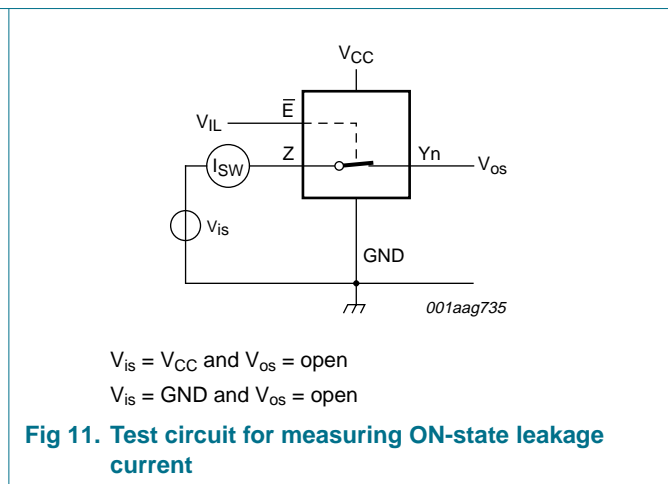 VCC
E̅
VIL
ISW
Z
Yn
Vos
Vis
GND
001aag735
Vis = VCC and Vos = open
Vis = GND and Vos = open
Fig 11. Test circuit for measuring ON-state leakage
current